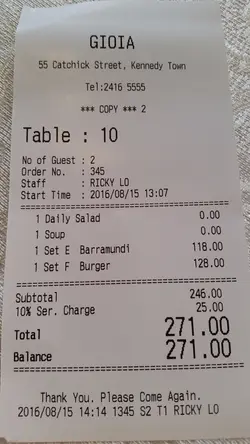 GIOIA
55 Catchick Street, Kennedy Town
Tel:2416 5555
*** COPY *** 2
Table : 10
No of Guest : 2
Order No. : 345
Staff : RICKY LO
Start Time : 2016/08/15 13:07
1 Daily Salad 0.00
1 Soup 0.00
1 Set E Barramundi 118.00
1 Set F Burger 128.00
Subtotal 246.00
10% Ser. Charge 25.00
Total 271.00
Balance 271.00
Thank You. Please Come Again.
2016/08/15 14:14 1345 S2 T1 RICKY LO